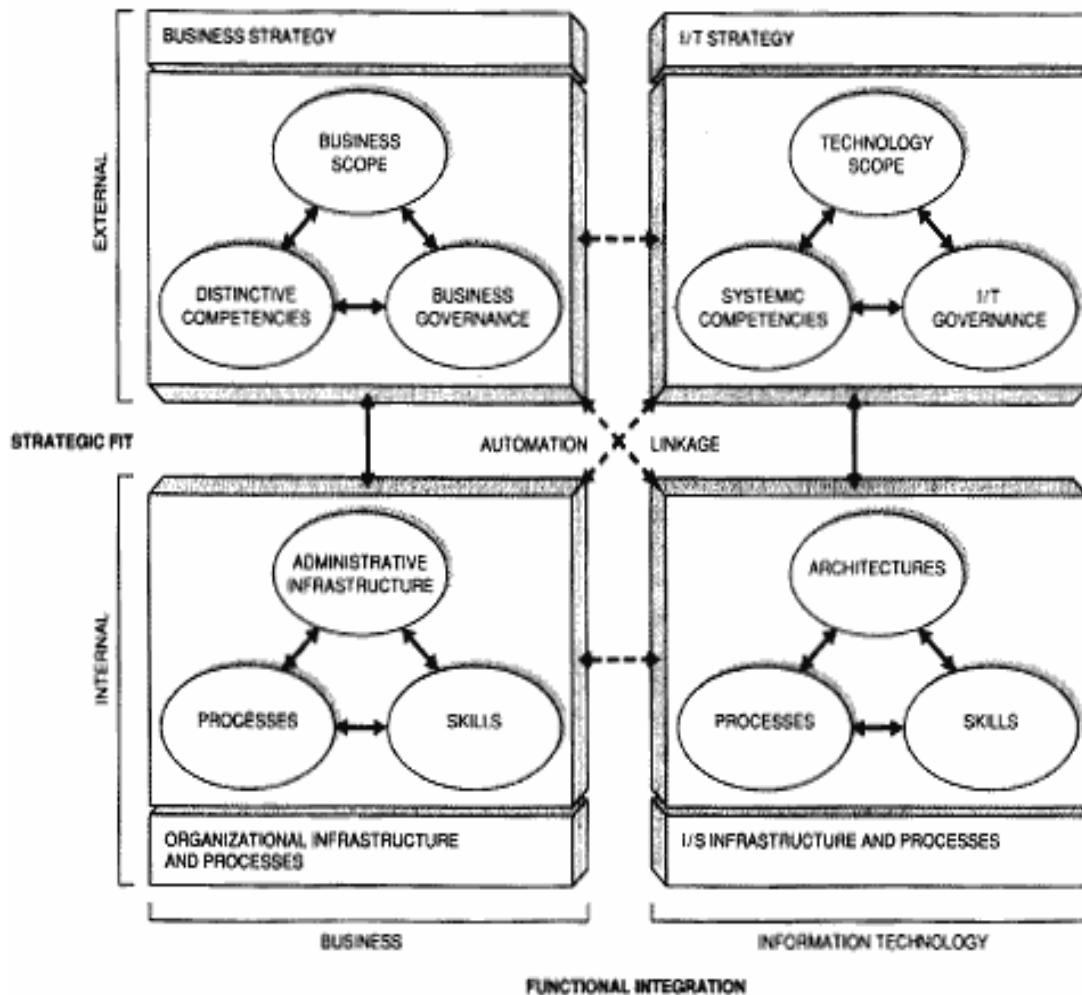 BUSINESS STRATEGY
I/T STRATEGY
EXTERNAL
BUSINESS
SCOPE
DISTINCTIVE
COMPETENCIES
BUSINESS
GOVERNANCE
TECHNOLOGY
SCOPE
SYSTEMIC
COMPETENCIES
I/T
GOVERNANCE
STRATEGIC FIT
AUTOMATION
LINKAGE
INTERNAL
ADMINISTRATIVE
INFRASTRUCTURE
PROCESSES
SKILLS
ARCHITECTURES
PROCESSES
SKILLS
ORGANIZATIONAL INFRASTRUCTURE
AND PROCESSES
I/S INFRASTRUCTURE AND PROCESSES
BUSINESS
INFORMATION TECHNOLOGY
FUNCTIONAL INTEGRATION